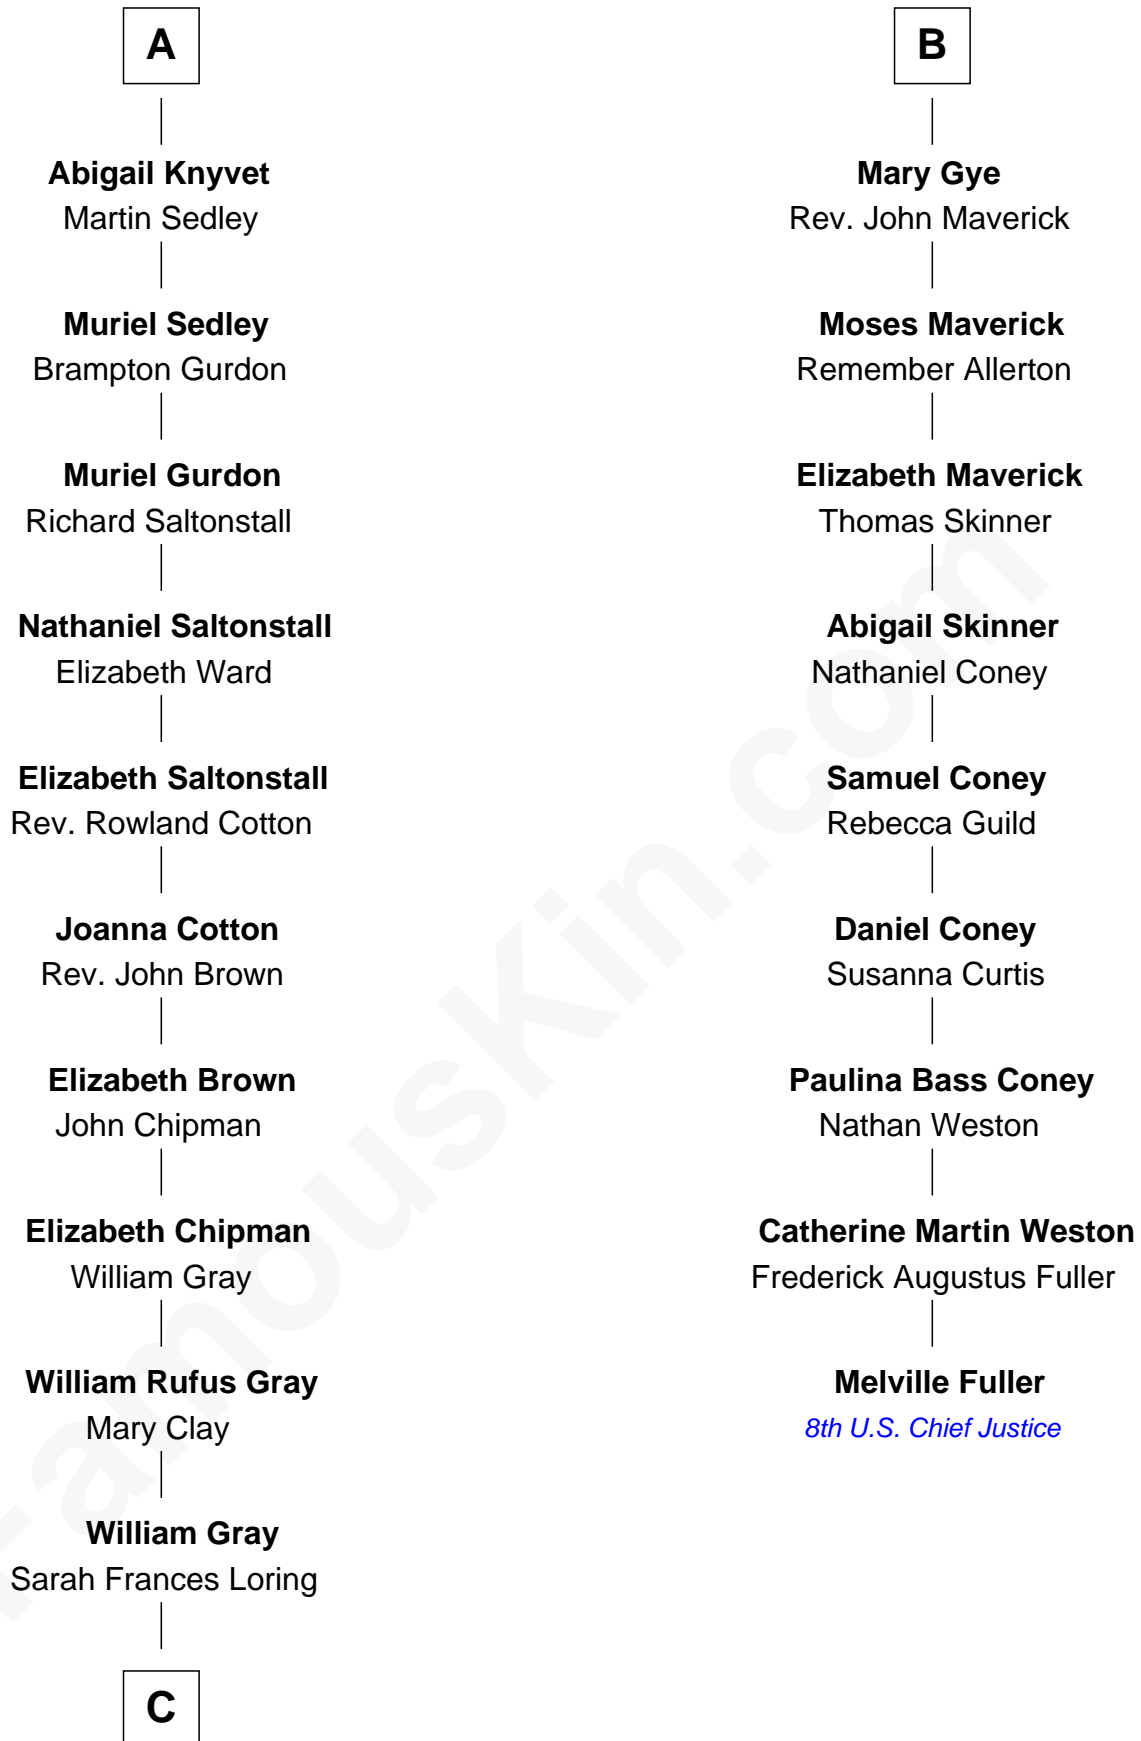 A
Abigail Knyvet
Martin Sedley
Muriel Sedley
Brampton Gurdon
Muriel Gurdon
Richard Saltonstall
Nathaniel Saltonstall
Elizabeth Ward
Elizabeth Saltonstall
Rev. Rowland Cotton
Joanna Cotton
Rev. John Brown
Elizabeth Brown
John Chipman
Elizabeth Chipman
William Gray
William Rufus Gray
Mary Clay
William Gray
Sarah Frances Loring
C
B
Mary Gye
Rev. John Maverick
Moses Maverick
Remember Allerton
Elizabeth Maverick
Thomas Skinner
Abigail Skinner
Nathaniel Coney
Samuel Coney
Rebecca Guild
Daniel Coney
Susanna Curtis
Paulina Bass Coney
Nathan Weston
Catherine Martin Weston
Frederick Augustus Fuller
Melville Fuller
8th U.S. Chief Justice
FamousKin.com